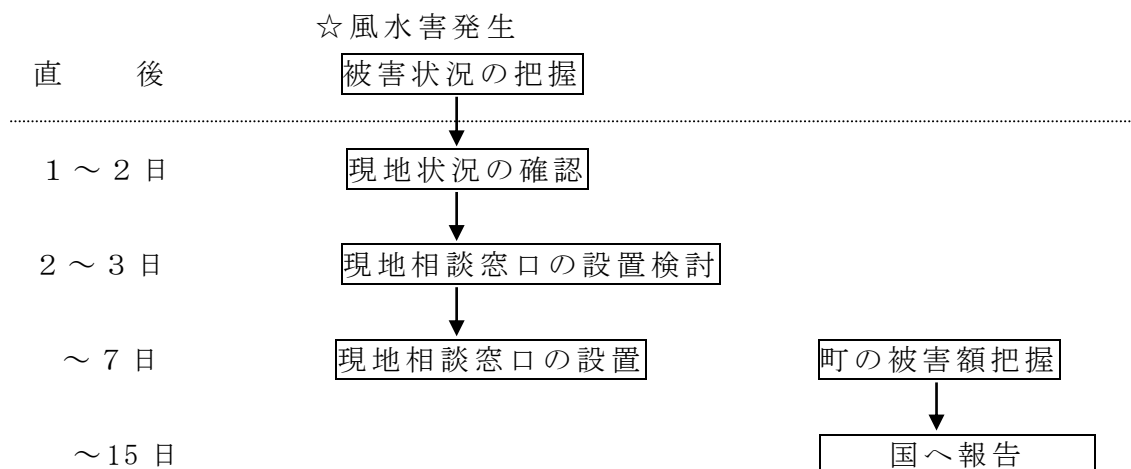 ☆風水害発生
直後 被害状況の把握
1～2日 現地状況の確認
2～3日 現地相談窓口の設置検討
～7日 現地相談窓口の設置 町の被害額把握
～15日 国へ報告